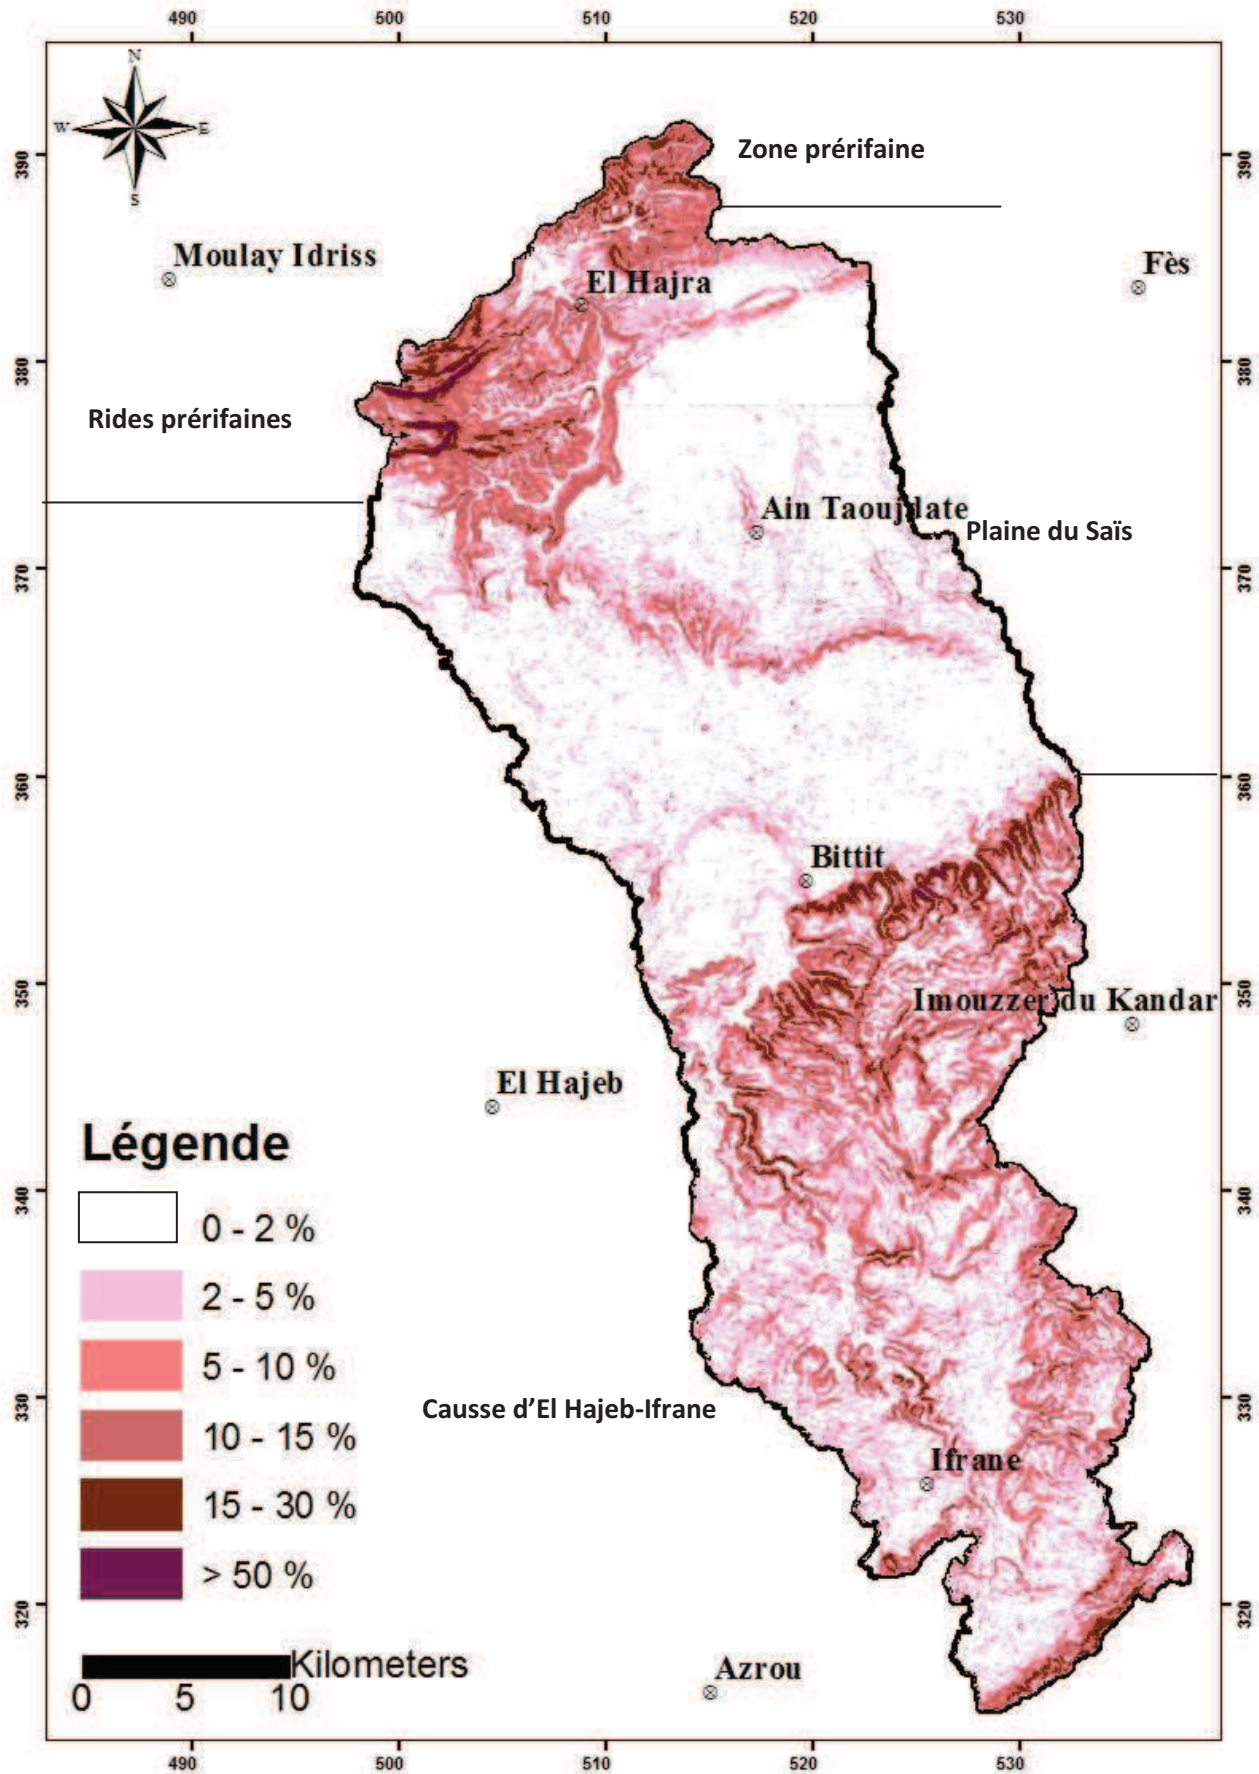 490 500 510 520 530
N
W E
S
390 Zone prérifaine 390
Moulay Idriss
Fès
El Hajra
380 380
Rides prérifaines
Ain Taoujdate
Plaine du Saïs
370 370
360 360
Bittit
350 350
Imouzzer du Kandar
El Hajeb
Légende
0 - 2 %
340 340
2 - 5 %
5 - 10 %
330 330
Causse d’El Hajeb-Ifrane
10 - 15 %
Ifrane
15 - 30 %
> 50 %
320 320
Kilometers
Azrou
0 5 10
490 500 510 520 530